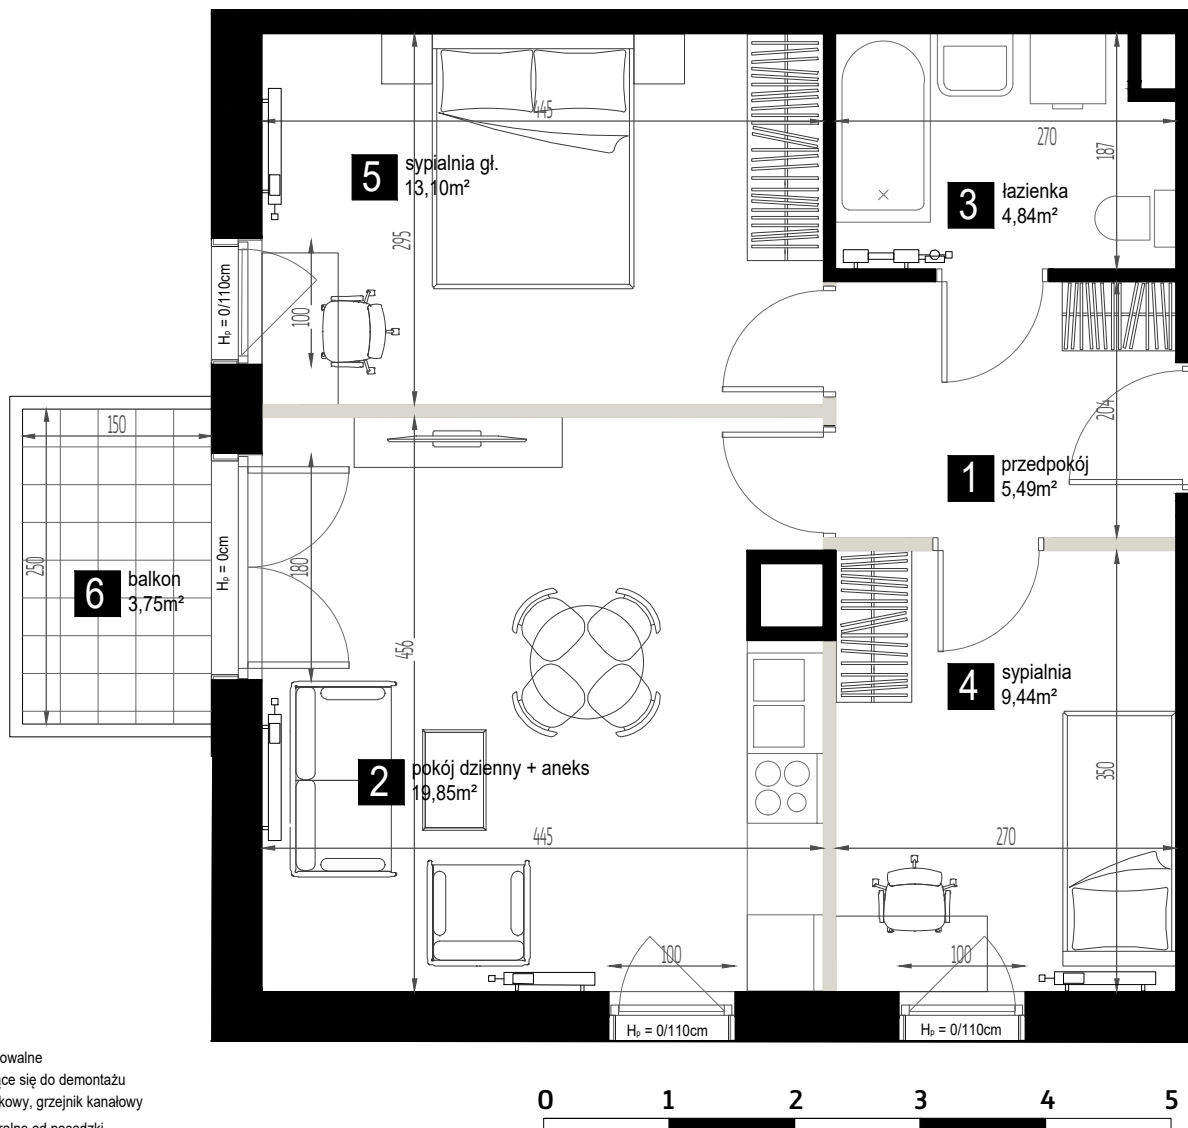 445
270
187
5
sypialnia gł.
13,10m²
3
łazienka
4,84m²
295
Hₚ = 0/110cm
100
204
150
1
przedpokój
5,49m²
250
6
balkon
3,75m²
Hₚ = 0cm
180
456
4
sypialnia
9,44m²
2
pokój dzienny + aneks
19,85m²
350
445
270
100
100
Hₚ = 0/110cm
Hₚ = 0/110cm
owalne
ące się do demontażu
kowy, grzejnik kanałowy
0 1 2 3 4 5